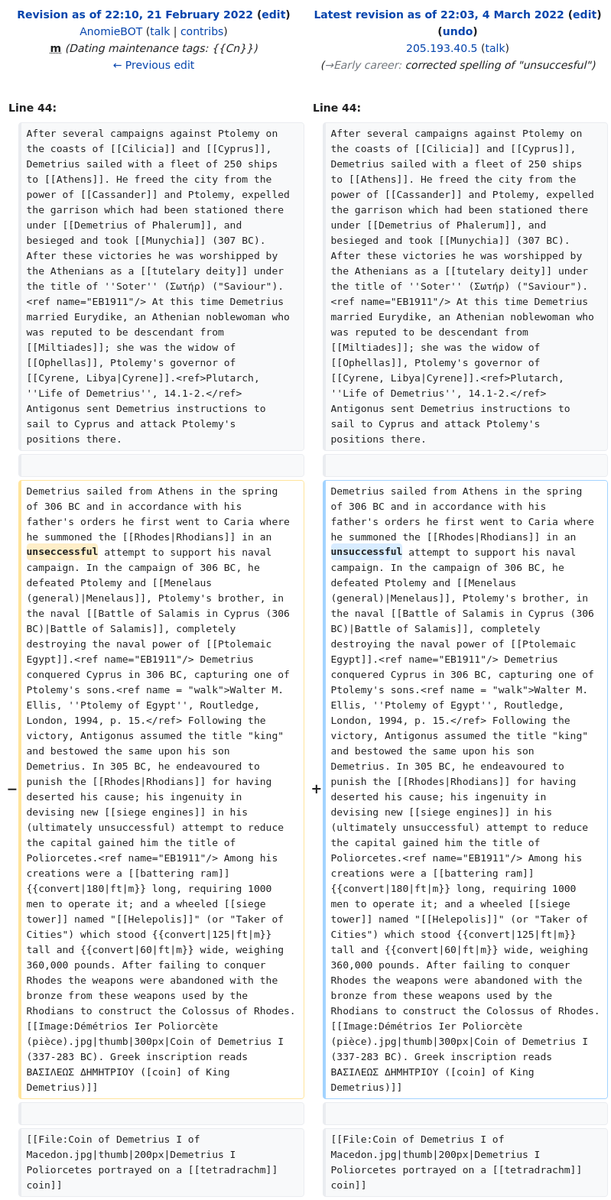 Revision as of 22:10, 21 February 2022 (edit)
AnomieBOT (talk | contribs)
m (Dating maintenance tags: {{Cn}})
← Previous edit
Latest revision as of 22:03, 4 March 2022 (edit)
(undo)
205.193.40.5 (talk)
(→Early career: corrected spelling of "unsuccesful")
Line 44:
After several campaigns against Ptolemy on
the coasts of [[Cilicia]] and [[Cyprus]],
Demetrius sailed with a fleet of 250 ships
to [[Athens]]. He freed the city from the
power of [[Cassander]] and Ptolemy, expelled
the garrison which had been stationed there
under [[Demetrius of Phalerum]], and
besieged and took [[Munychia]] (307 BC).
After these victories he was worshipped by
the Athenians as a [[tutelary deity]] under
the title of ''Soter'' (Σωτήρ) ("Saviour").
<ref name="EB1911"/> At this time Demetrius
married Eurydike, an Athenian noblewoman who
was reputed to be descendant from
[[Miltiades]]; she was the widow of
[[Ophellas]], Ptolemy's governor of
[[Cyrene, Libya|Cyrene]].<ref>Plutarch,
''Life of Demetrius'', 14.1-2.</ref>
Antigonus sent Demetrius instructions to
sail to Cyprus and attack Ptolemy's
positions there.
Line 44:
After several campaigns against Ptolemy on
the coasts of [[Cilicia]] and [[Cyprus]],
Demetrius sailed with a fleet of 250 ships
to [[Athens]]. He freed the city from the
power of [[Cassander]] and Ptolemy, expelled
the garrison which had been stationed there
under [[Demetrius of Phalerum]], and
besieged and took [[Munychia]] (307 BC).
After these victories he was worshipped by
the Athenians as a [[tutelary deity]] under
the title of ''Soter'' (Σωτήρ) ("Saviour").
<ref name="EB1911"/> At this time Demetrius
married Eurydike, an Athenian noblewoman who
was reputed to be descendant from
[[Miltiades]]; she was the widow of
[[Ophellas]], Ptolemy's governor of
[[Cyrene, Libya|Cyrene]].<ref>Plutarch,
''Life of Demetrius'', 14.1-2.</ref>
Antigonus sent Demetrius instructions to
sail to Cyprus and attack Ptolemy's
positions there.
−
Demetrius sailed from Athens in the spring
of 306 BC and in accordance with his
father's orders he first went to Caria where
he summoned the [[Rhodes|Rhodians]] in an
unseccessful attempt to support his naval
campaign. In the campaign of 306 BC, he
defeated Ptolemy and [[Menelaus
(general)|Menelaus]], Ptolemy's brother, in
the naval [[Battle of Salamis in Cyprus (306
BC)|Battle of Salamis]], completely
destroying the naval power of [[Ptolemaic
Egypt]].<ref name="EB1911"/> Demetrius
conquered Cyprus in 306 BC, capturing one of
Ptolemy's sons.<ref name = "walk">Walter M.
Ellis, ''Ptolemy of Egypt'', Routledge,
London, 1994, p. 15.</ref> Following the
victory, Antigonus assumed the title "king"
and bestowed the same upon his son
Demetrius. In 305 BC, he endeavoured to
punish the [[Rhodes|Rhodians]] for having
deserted his cause; his ingenuity in
devising new [[siege engines]] in his
(ultimately unsuccessful) attempt to reduce
the capital gained him the title of
Poliorcetes.<ref name="EB1911"/> Among his
creations were a [[battering ram]]
{{convert|180|ft|m}} long, requiring 1000
men to operate it; and a wheeled [[siege
tower]] named "[[Helepolis]]" (or "Taker of
Cities") which stood {{convert|125|ft|m}}
tall and {{convert|60|ft|m}} wide, weighing
360,000 pounds. After failing to conquer
Rhodes the weapons were abandoned with the
bronze from these weapons used by the
Rhodians to construct the Colossus of Rhodes.
[[Image:Démétrios Ier Poliorcète
(pièce).jpg|thumb|300px|Coin of Demetrius I
(337-283 BC). Greek inscription reads
ΒΑΣΙΛΕΩΣ ΔΗΜΗΤΡΙΟΥ ([coin] of King
Demetrius)]]
+
Demetrius sailed from Athens in the spring
of 306 BC and in accordance with his
father's orders he first went to Caria where
he summoned the [[Rhodes|Rhodians]] in an
unsuccessful attempt to support his naval
campaign. In the campaign of 306 BC, he
defeated Ptolemy and [[Menelaus
(general)|Menelaus]], Ptolemy's brother, in
the naval [[Battle of Salamis in Cyprus (306
BC)|Battle of Salamis]], completely
destroying the naval power of [[Ptolemaic
Egypt]].<ref name="EB1911"/> Demetrius
conquered Cyprus in 306 BC, capturing one of
Ptolemy's sons.<ref name = "walk">Walter M.
Ellis, ''Ptolemy of Egypt'', Routledge,
London, 1994, p. 15.</ref> Following the
victory, Antigonus assumed the title "king"
and bestowed the same upon his son
Demetrius. In 305 BC, he endeavoured to
punish the [[Rhodes|Rhodians]] for having
deserted his cause; his ingenuity in
devising new [[siege engines]] in his
(ultimately unsuccessful) attempt to reduce
the capital gained him the title of
Poliorcetes.<ref name="EB1911"/> Among his
creations were a [[battering ram]]
{{convert|180|ft|m}} long, requiring 1000
men to operate it; and a wheeled [[siege
tower]] named "[[Helepolis]]" (or "Taker of
Cities") which stood {{convert|125|ft|m}}
tall and {{convert|60|ft|m}} wide, weighing
360,000 pounds. After failing to conquer
Rhodes the weapons were abandoned with the
bronze from these weapons used by the
Rhodians to construct the Colossus of Rhodes.
[[Image:Démétrios Ier Poliorcète
(pièce).jpg|thumb|300px|Coin of Demetrius I
(337-283 BC). Greek inscription reads
ΒΑΣΙΛΕΩΣ ΔΗΜΗΤΡΙΟΥ ([coin] of King
Demetrius)]]
[[File:Coin of Demetrius I of
Macedon.jpg|thumb|200px|Demetrius I
Poliorcetes portrayed on a [[tetradrachm]]
coin]]
[[File:Coin of Demetrius I of
Macedon.jpg|thumb|200px|Demetrius I
Poliorcetes portrayed on a [[tetradrachm]]
coin]]